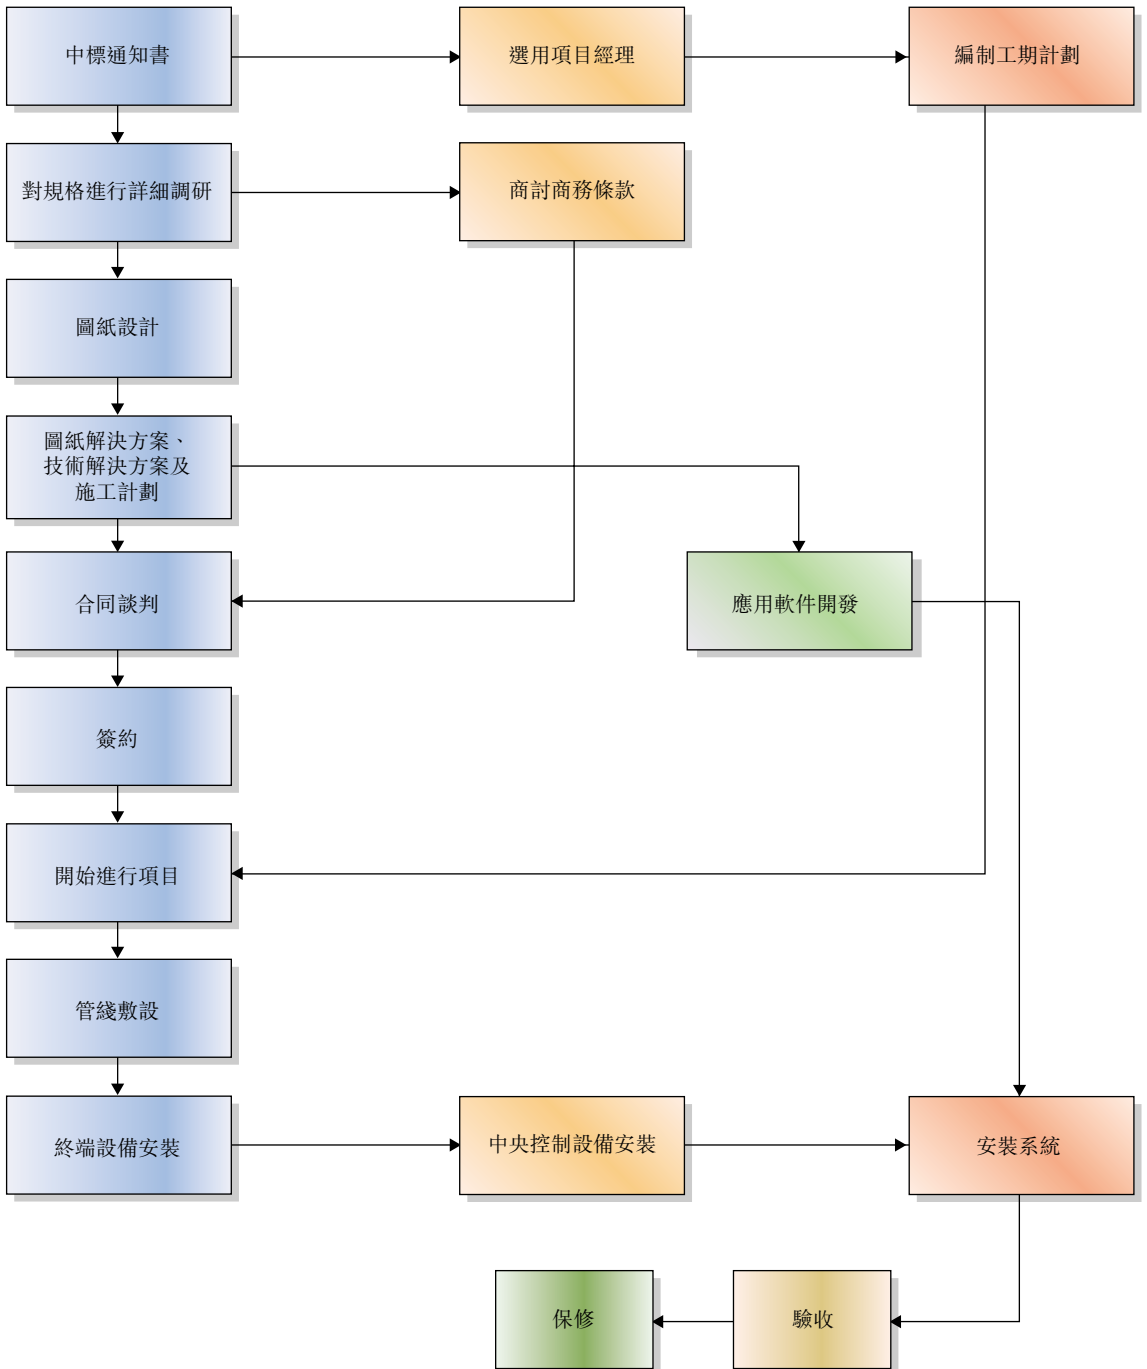 中標通知書
選用項目經理
編制工期計劃
對規格進行詳細調研
商討商務條款
圖紙設計
圖紙解決方案、
技術解決方案及
施工計劃
合同談判
應用軟件開發
簽約
開始進行項目
管綫敷設
終端設備安裝
中央控制設備安裝
安裝系統
保修
驗收